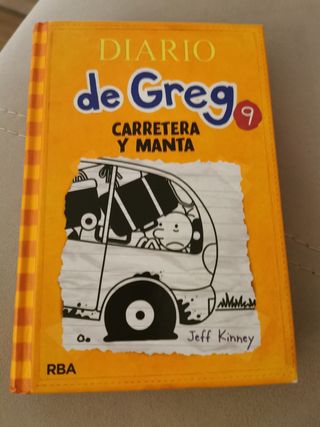 DIARIO
de Greg 9
CARRETERA
Y MANTA
Jeff Kinney
RBA